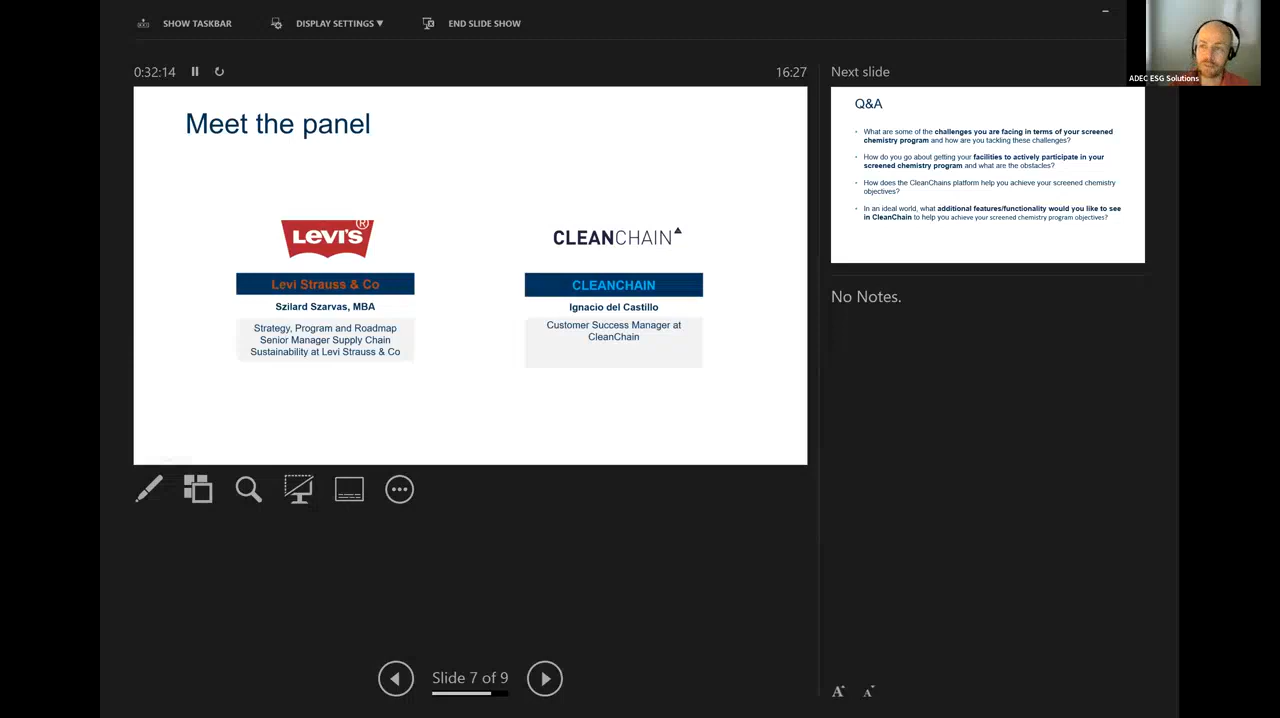 SHOW TASKBAR
DISPLAY SETTINGS ▼
END SLIDE SHOW
ADEC ESG Solutions
0:32:14
16:27
Next slide
Meet the panel
LEVI'S®
Levi Strauss & Co
Szilard Szarvas, MBA
Strategy, Program and Roadmap
Senior Manager Supply Chain
Sustainability at Levi Strauss & Co
CLEANCHAIN
CLEANCHAIN
Ignacio del Castillo
Customer Success Manager at
CleanChain
Q&A
• What are some of the challenges you are facing in terms of your screened
chemistry program and how are you tackling these challenges?
• How do you go about getting your facilities to actively participate in your
screened chemistry program and what are the obstacles?
• How does the CleanChains platform help you achieve your screened chemistry
objectives?
• In an ideal world, what additional features/functionality would you like to see
in CleanChain to help you achieve your screened chemistry program objectives?
No Notes.
Slide 7 of 9
A A